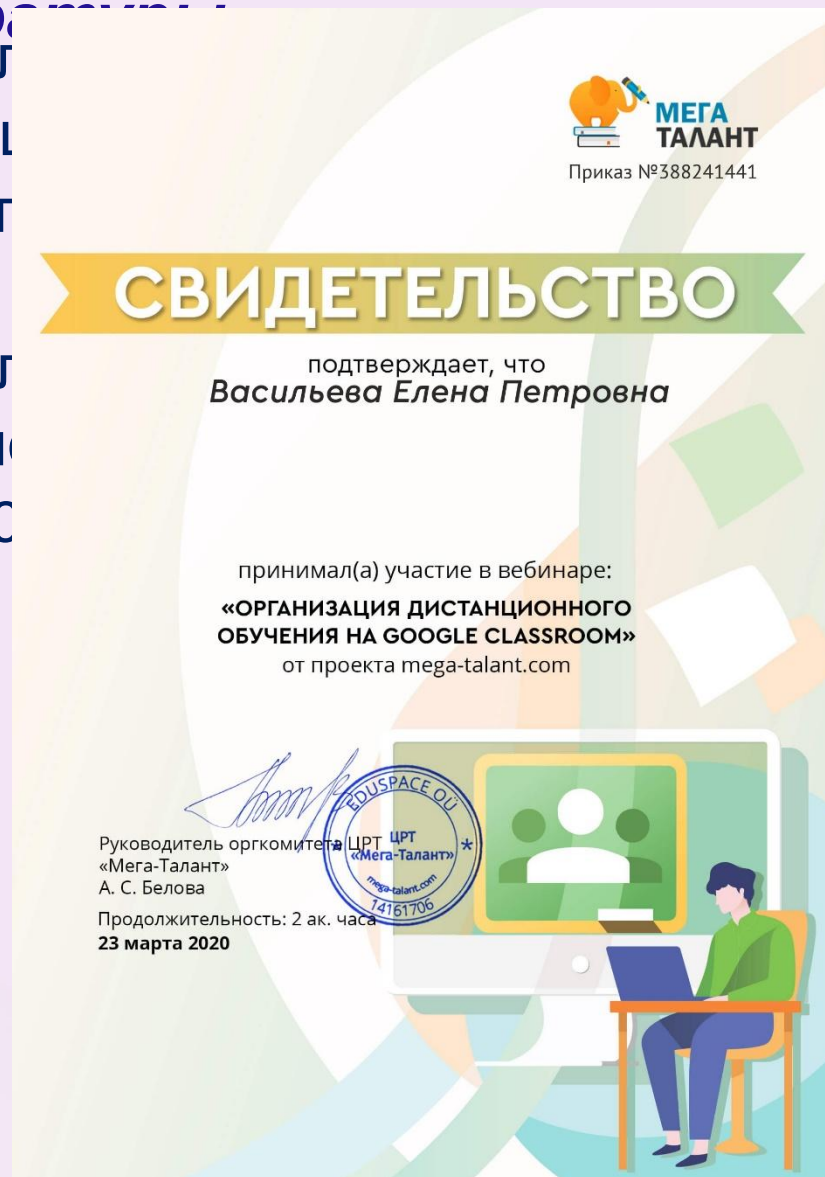 МЕГА
ТАЛАНТ
Приказ №388241441
СВИДЕТЕЛЬСТВО
подтверждает, что
Васильева Елена Петровна
принимал(а) участие в вебинаре:
«ОРГАНИЗАЦИЯ ДИСТАНЦИОННОГО
ОБУЧЕНИЯ НА GOOGLE CLASSROOM»
от проекта mega-talant.com
Руководитель оргкомитета ЦРТ
«Мега-Талант»
А. С. Белова
Продолжительность: 2 ак. часа
23 марта 2020
EDUSPACE OÜ
ЦРТ
«Мега-Талант»
mega-talant.com
14161706